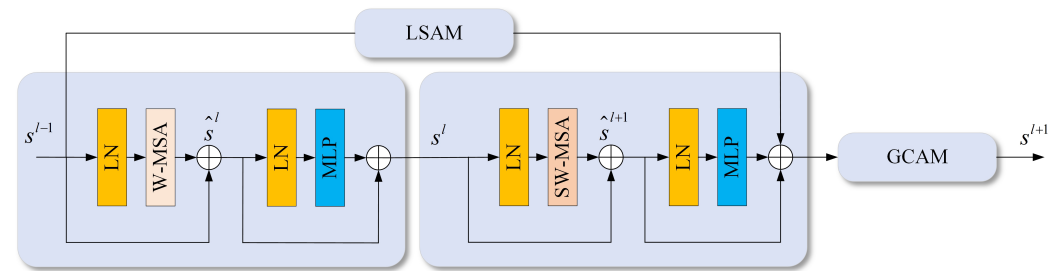 LSAM
s^{l-1}
LN
W-MSA
ŝ^{l}
LN
MLP
s^{l}
LN
SW-MSA
ŝ^{l+1}
LN
MLP
GCAM
s^{l+1}